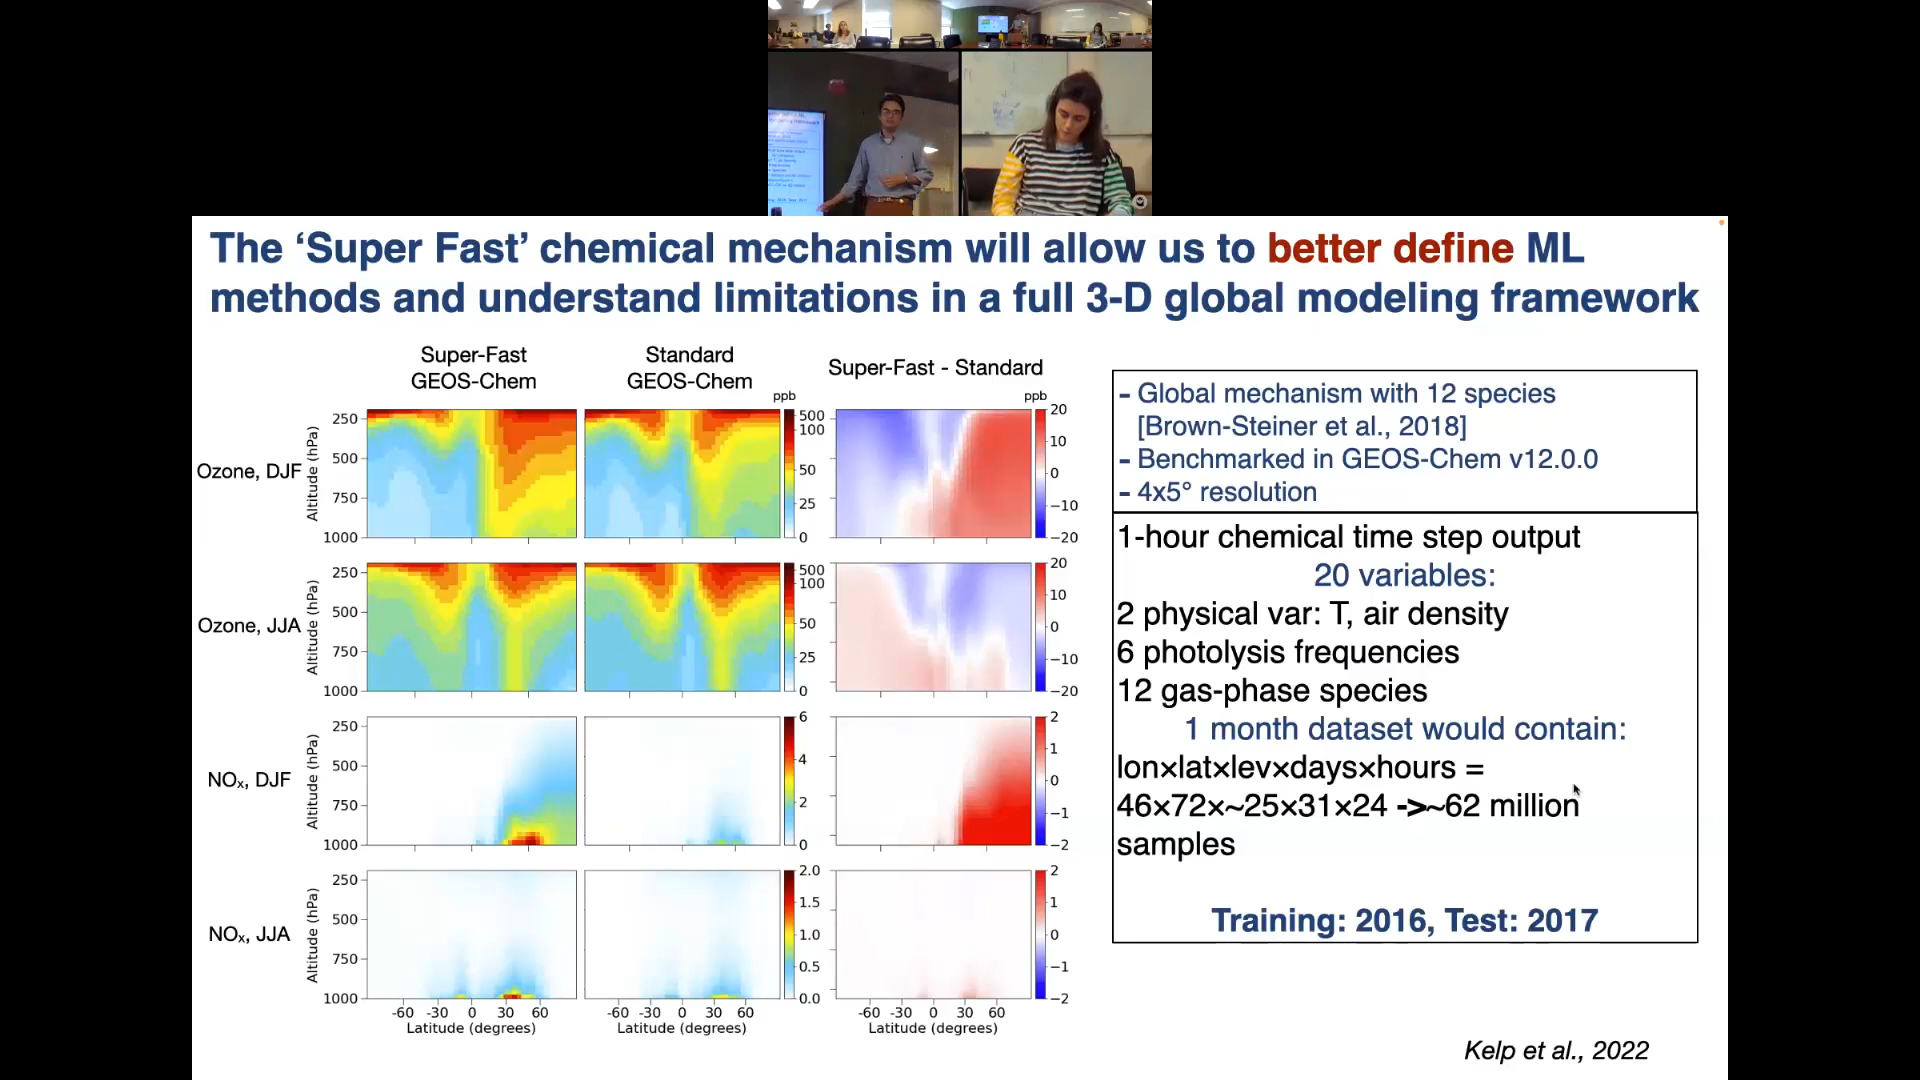 The ‘Super Fast’ chemical mechanism will allow us to better define ML
methods and understand limitations in a full 3-D global modeling framework
Super-Fast
GEOS-Chem
Standard
GEOS-Chem
Super-Fast - Standard
ppb
ppb
Ozone, DJF
Altitude (hPa)
250
500
750
1000
500
100
50
25
0
20
10
0
−10
−20
Ozone, JJA
Altitude (hPa)
250
500
750
1000
500
100
50
25
0
20
10
0
−10
−20
NOₓ, DJF
Altitude (hPa)
250
500
750
1000
6
4
2
0
2
1
0
−1
−2
NOₓ, JJA
Altitude (hPa)
250
500
750
1000
2.0
1.5
1.0
0.5
0.0
2
1
0
−1
−2
-60 -30 0 30 60
Latitude (degrees)
-60 -30 0 30 60
Latitude (degrees)
-60 -30 0 30 60
Latitude (degrees)
- Global mechanism with 12 species
[Brown-Steiner et al., 2018]
- Benchmarked in GEOS-Chem v12.0.0
- 4x5° resolution
1-hour chemical time step output
20 variables:
2 physical var: T, air density
6 photolysis frequencies
12 gas-phase species
1 month dataset would contain:
lon×lat×lev×days×hours =
46×72×~25×31×24 ->~62 million
samples
Training: 2016, Test: 2017
Kelp et al., 2022